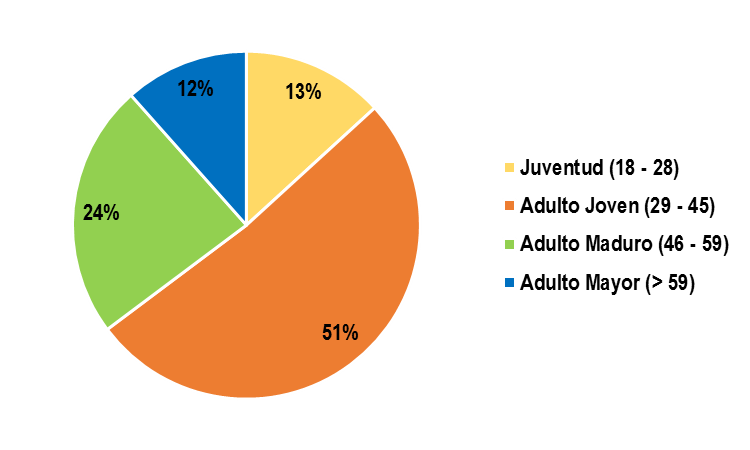 12%
13%
24%
51%
Juventud (18 - 28)
Adulto Joven (29 - 45)
Adulto Maduro (46 - 59)
Adulto Mayor (> 59)